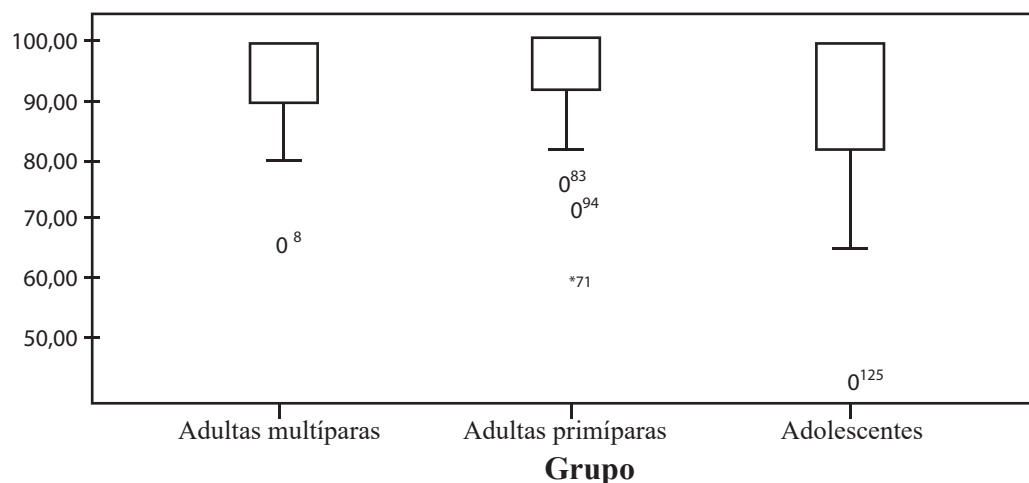 100,00
90,00
80,00
70,00
60,00
50,00
0 8
0 83
0 94
*71
0 125
Adultas multíparas
Adultas primíparas
Adolescentes
Grupo